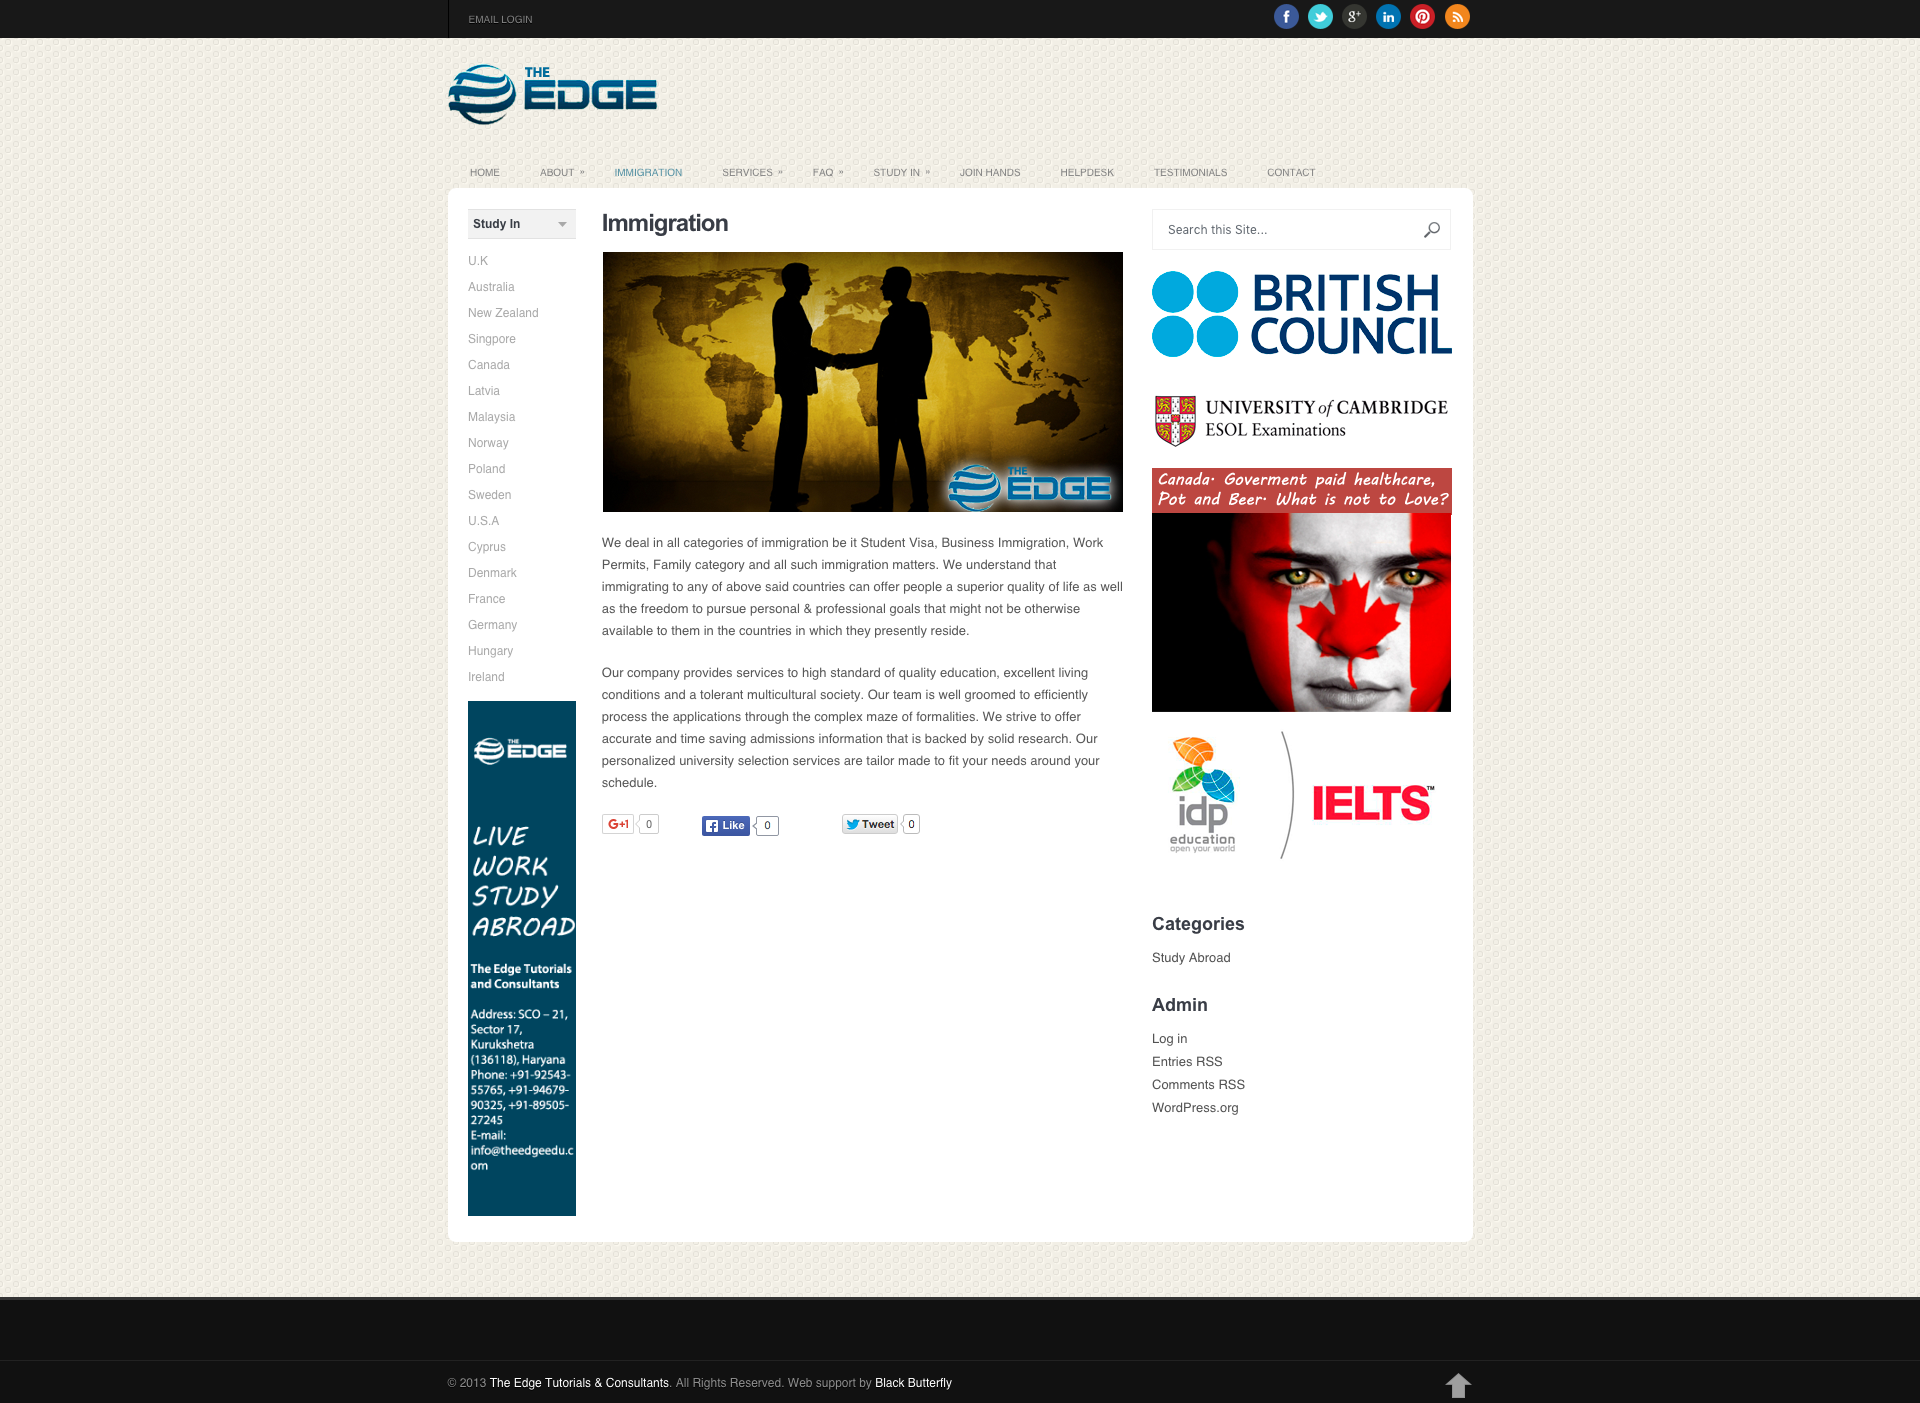 EMAIL LOGIN
g+
in
THE
EDGE
HOME
ABOUT »
IMMIGRATION
SERVICES »
FAQ »
STUDY IN »
JOIN HANDS
HELPDESK
TESTIMONIALS
CONTACT
Study In
U.K
Australia
New Zealand
Singpore
Canada
Latvia
Malaysia
Norway
Poland
Sweden
U.S.A
Cyprus
Denmark
France
Germany
Hungary
Ireland
THE
EDGE
LIVE
WORK
STUDY
ABROAD
The Edge Tutorials
and Consultants
Address: SCO – 21,
Sector 17,
Kurukshetra
(136118), Haryana
Phone: +91-92543-
55765, +91-94679-
90325, +91-89505-
27245
E-mail:
info@theedgeedu.c
om
Immigration
THE
EDGE
We deal in all categories of immigration be it Student Visa, Business Immigration, Work
Permits, Family category and all such immigration matters. We understand that
immigrating to any of above said countries can offer people a superior quality of life as well
as the freedom to pursue personal & professional goals that might not be otherwise
available to them in the countries in which they presently reside.
Our company provides services to high standard of quality education, excellent living
conditions and a tolerant multicultural society. Our team is well groomed to efficiently
process the applications through the complex maze of formalities. We strive to offer
accurate and time saving admissions information that is backed by solid research. Our
personalized university selection services are tailor made to fit your needs around your
schedule.
G+1 0
Like 0
Tweet 0
Search this Site...
BRITISH
COUNCIL
UNIVERSITY of CAMBRIDGE
ESOL Examinations
Canada. Goverment paid healthcare,
Pot and Beer. What is not to Love?
idp
education
open your world
IELTS™
Categories
Study Abroad
Admin
Log in
Entries RSS
Comments RSS
WordPress.org
© 2013 The Edge Tutorials & Consultants. All Rights Reserved. Web support by Black Butterfly